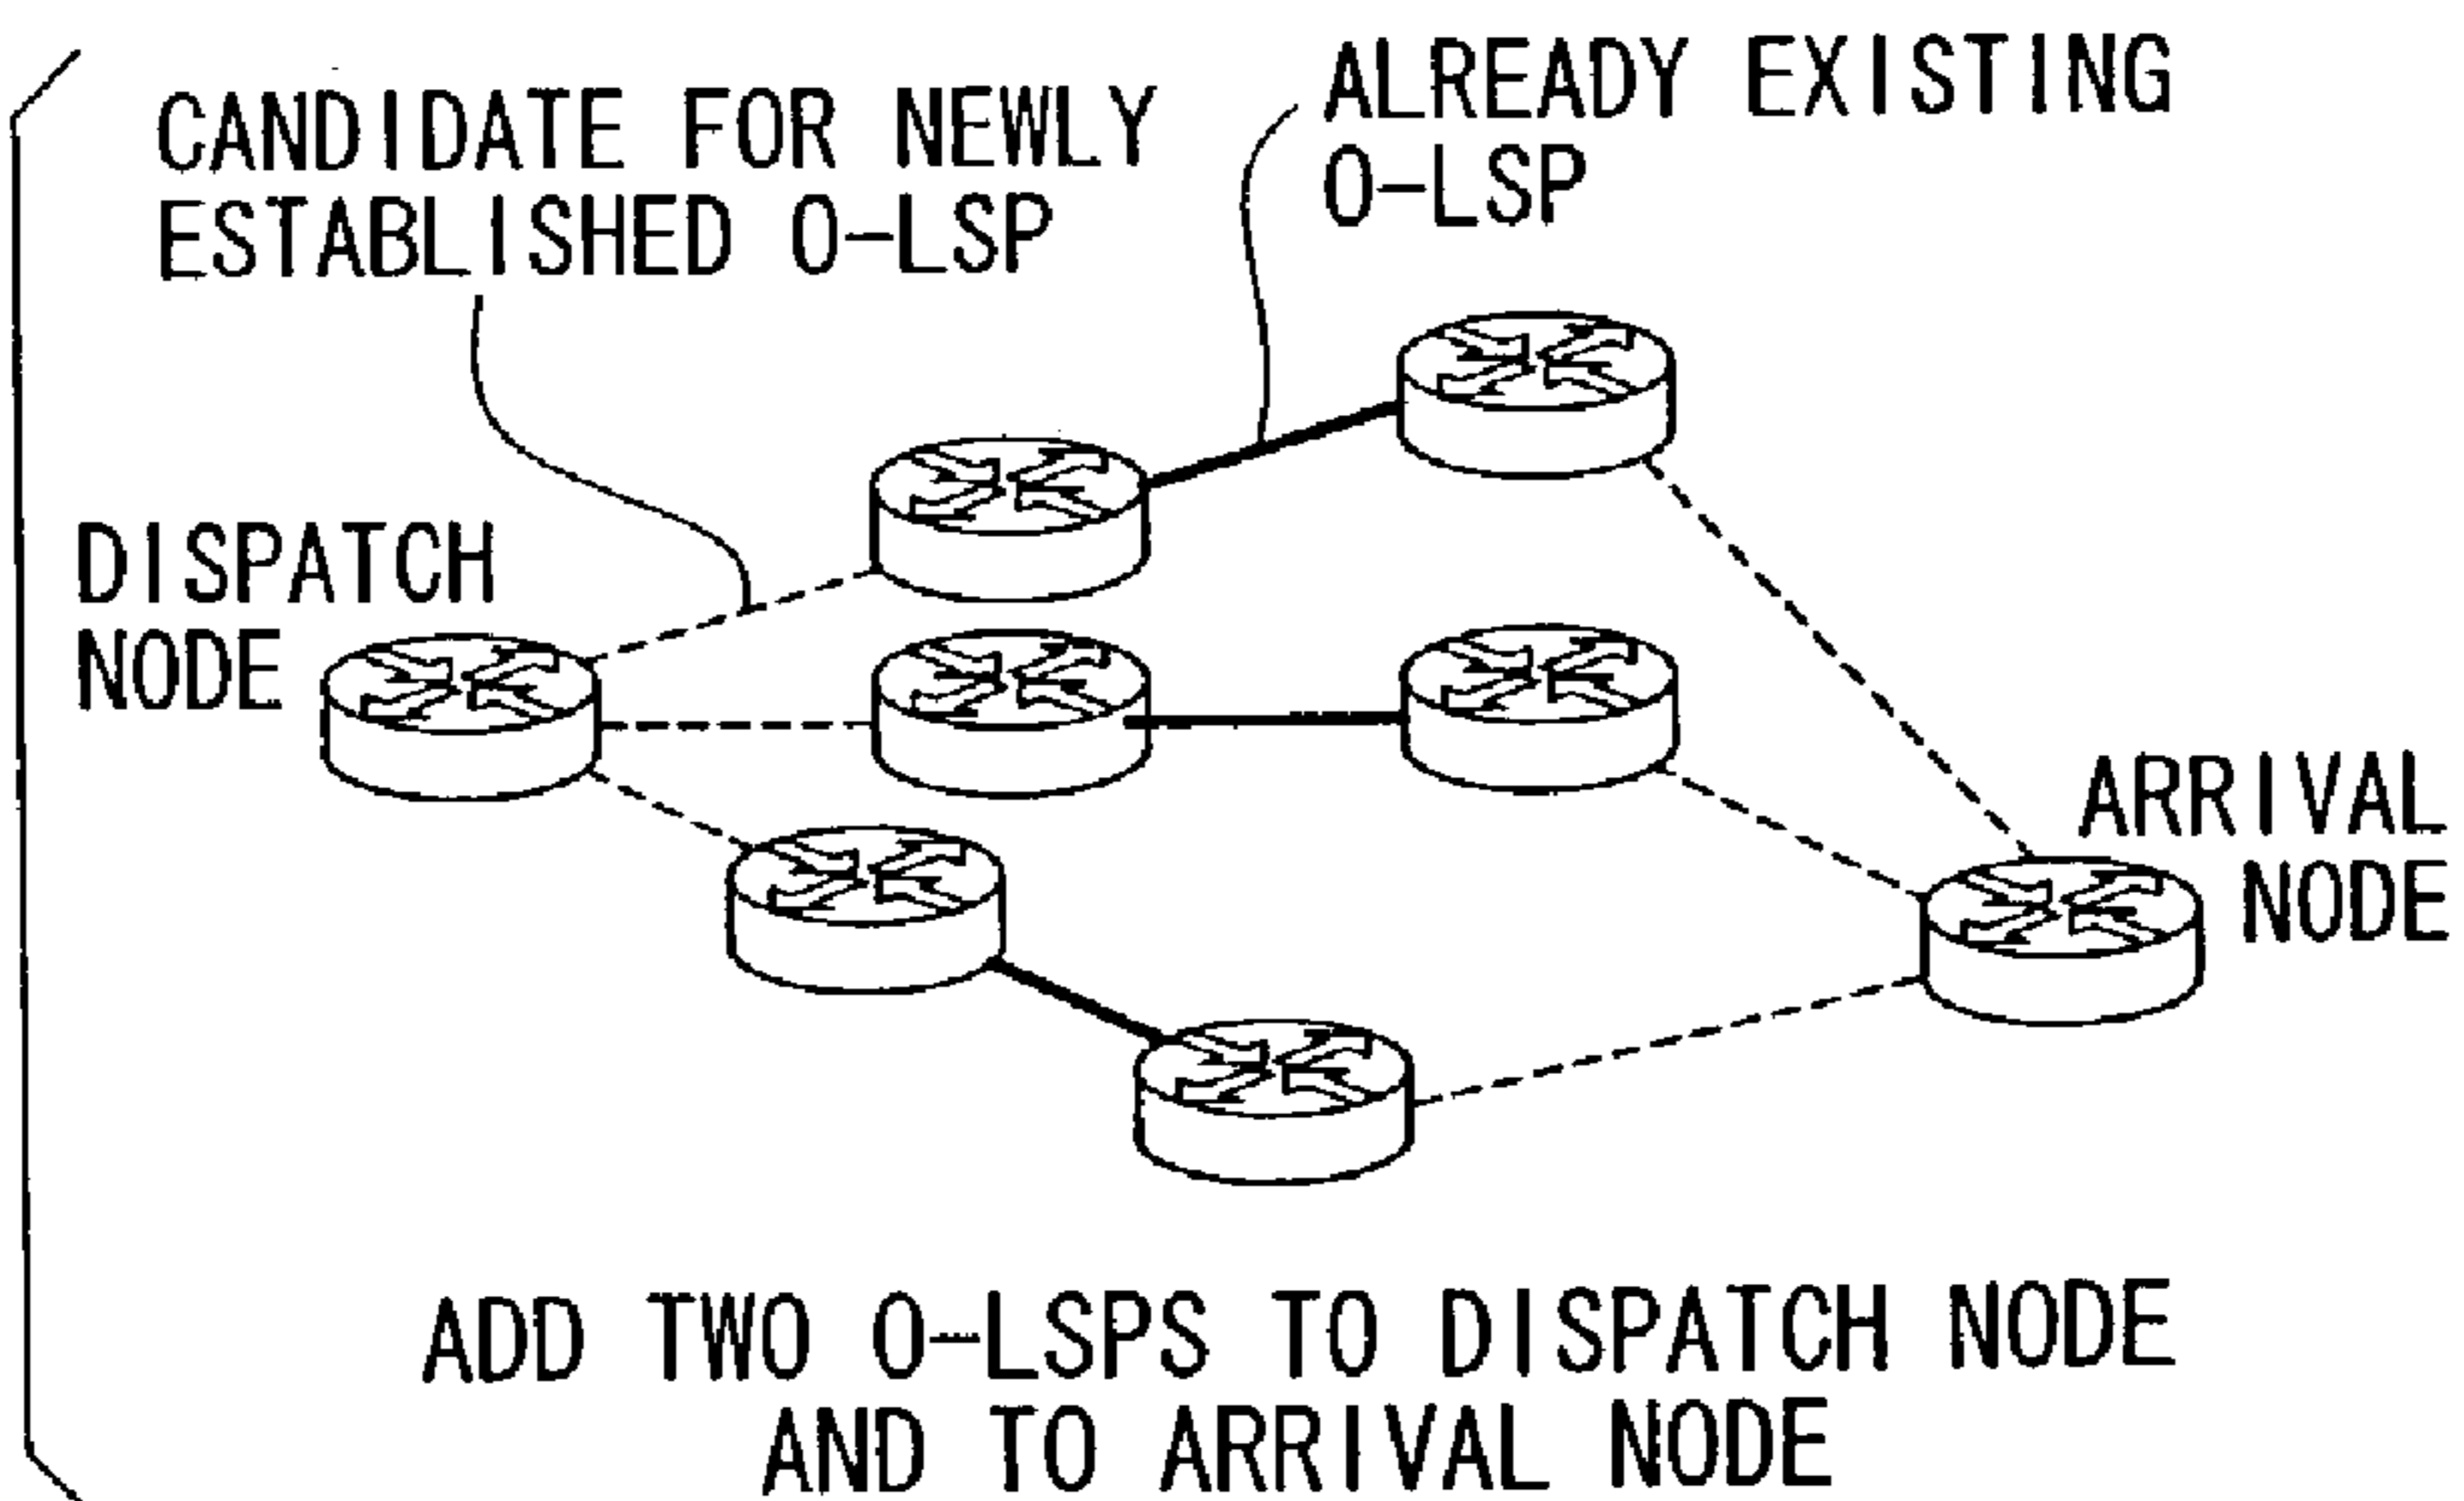 CANDIDATE FOR NEWLY
ESTABLISHED O-LSP
ALREADY EXISTING
O-LSP
DISPATCH
NODE
ARRIVAL
NODE
ADD TWO O-LSPS TO DISPATCH NODE
AND TO ARRIVAL NODE